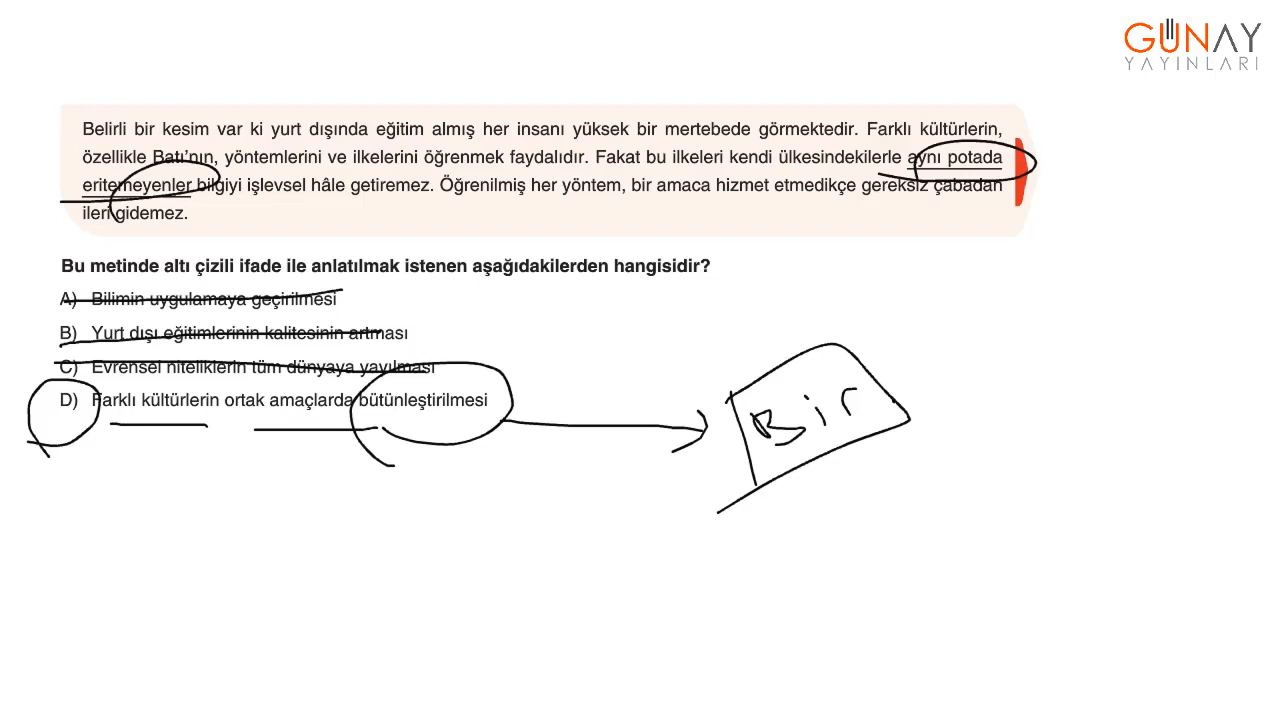 GÜNAY
YAYINLARI
Belirli bir kesim var ki yurt dışında eğitim almış her insanı yüksek bir mertebede görmektedir. Farklı kültürlerin,
özellikle Batı'nın, yöntemlerini ve ilkelerini öğrenmek faydalıdır. Fakat bu ilkeleri kendi ülkesindekilerle aynı potada
eritemeyenler bilgiyi işlevsel hâle getiremez. Öğrenilmiş her yöntem, bir amaca hizmet etmedikçe gereksiz çabadan
ileri gidemez.
Bu metinde altı çizili ifade ile anlatılmak istenen aşağıdakilerden hangisidir?
A) Bilimin uygulamaya geçirilmesi
B) Yurt dışı eğitimlerinin kalitesinin artması
C) Evrensel niteliklerin tüm dünyaya yayılması
D) Farklı kültürlerin ortak amaçlarda bütünleştirilmesi
Bir